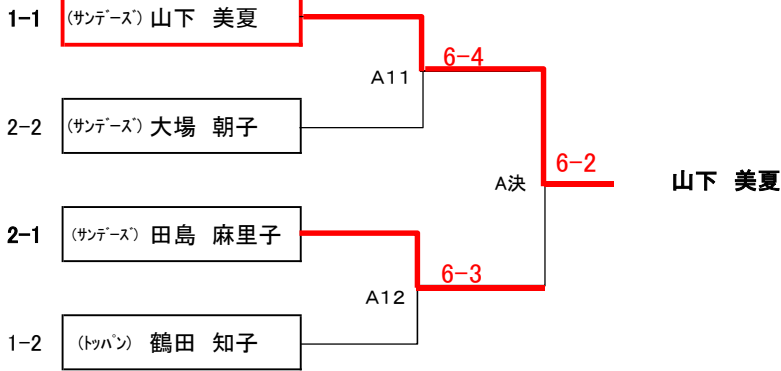 1-1 (ｻﾝﾃﾞｰｽﾞ) 山下 美夏
6-4
A11
2-2 (ｻﾝﾃﾞｰｽﾞ) 大場 朝子
6-2
A決 山下 美夏
2-1 (ｻﾝﾃﾞｰｽﾞ) 田島 麻里子
6-3
A12
1-2 (ﾄｯﾊﾟﾝ) 鶴田 知子